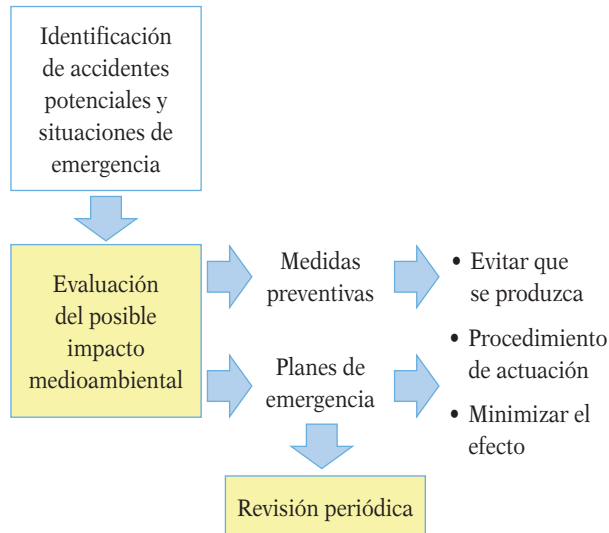 Identificación
de accidentes
potenciales y
situaciones de
emergencia
Evaluación
del posible
impacto
medioambiental
Medidas
preventivas
• Evitar que
se produzca
Planes de
emergencia
• Procedimiento
de actuación
• Minimizar el
efecto
Revisión periódica